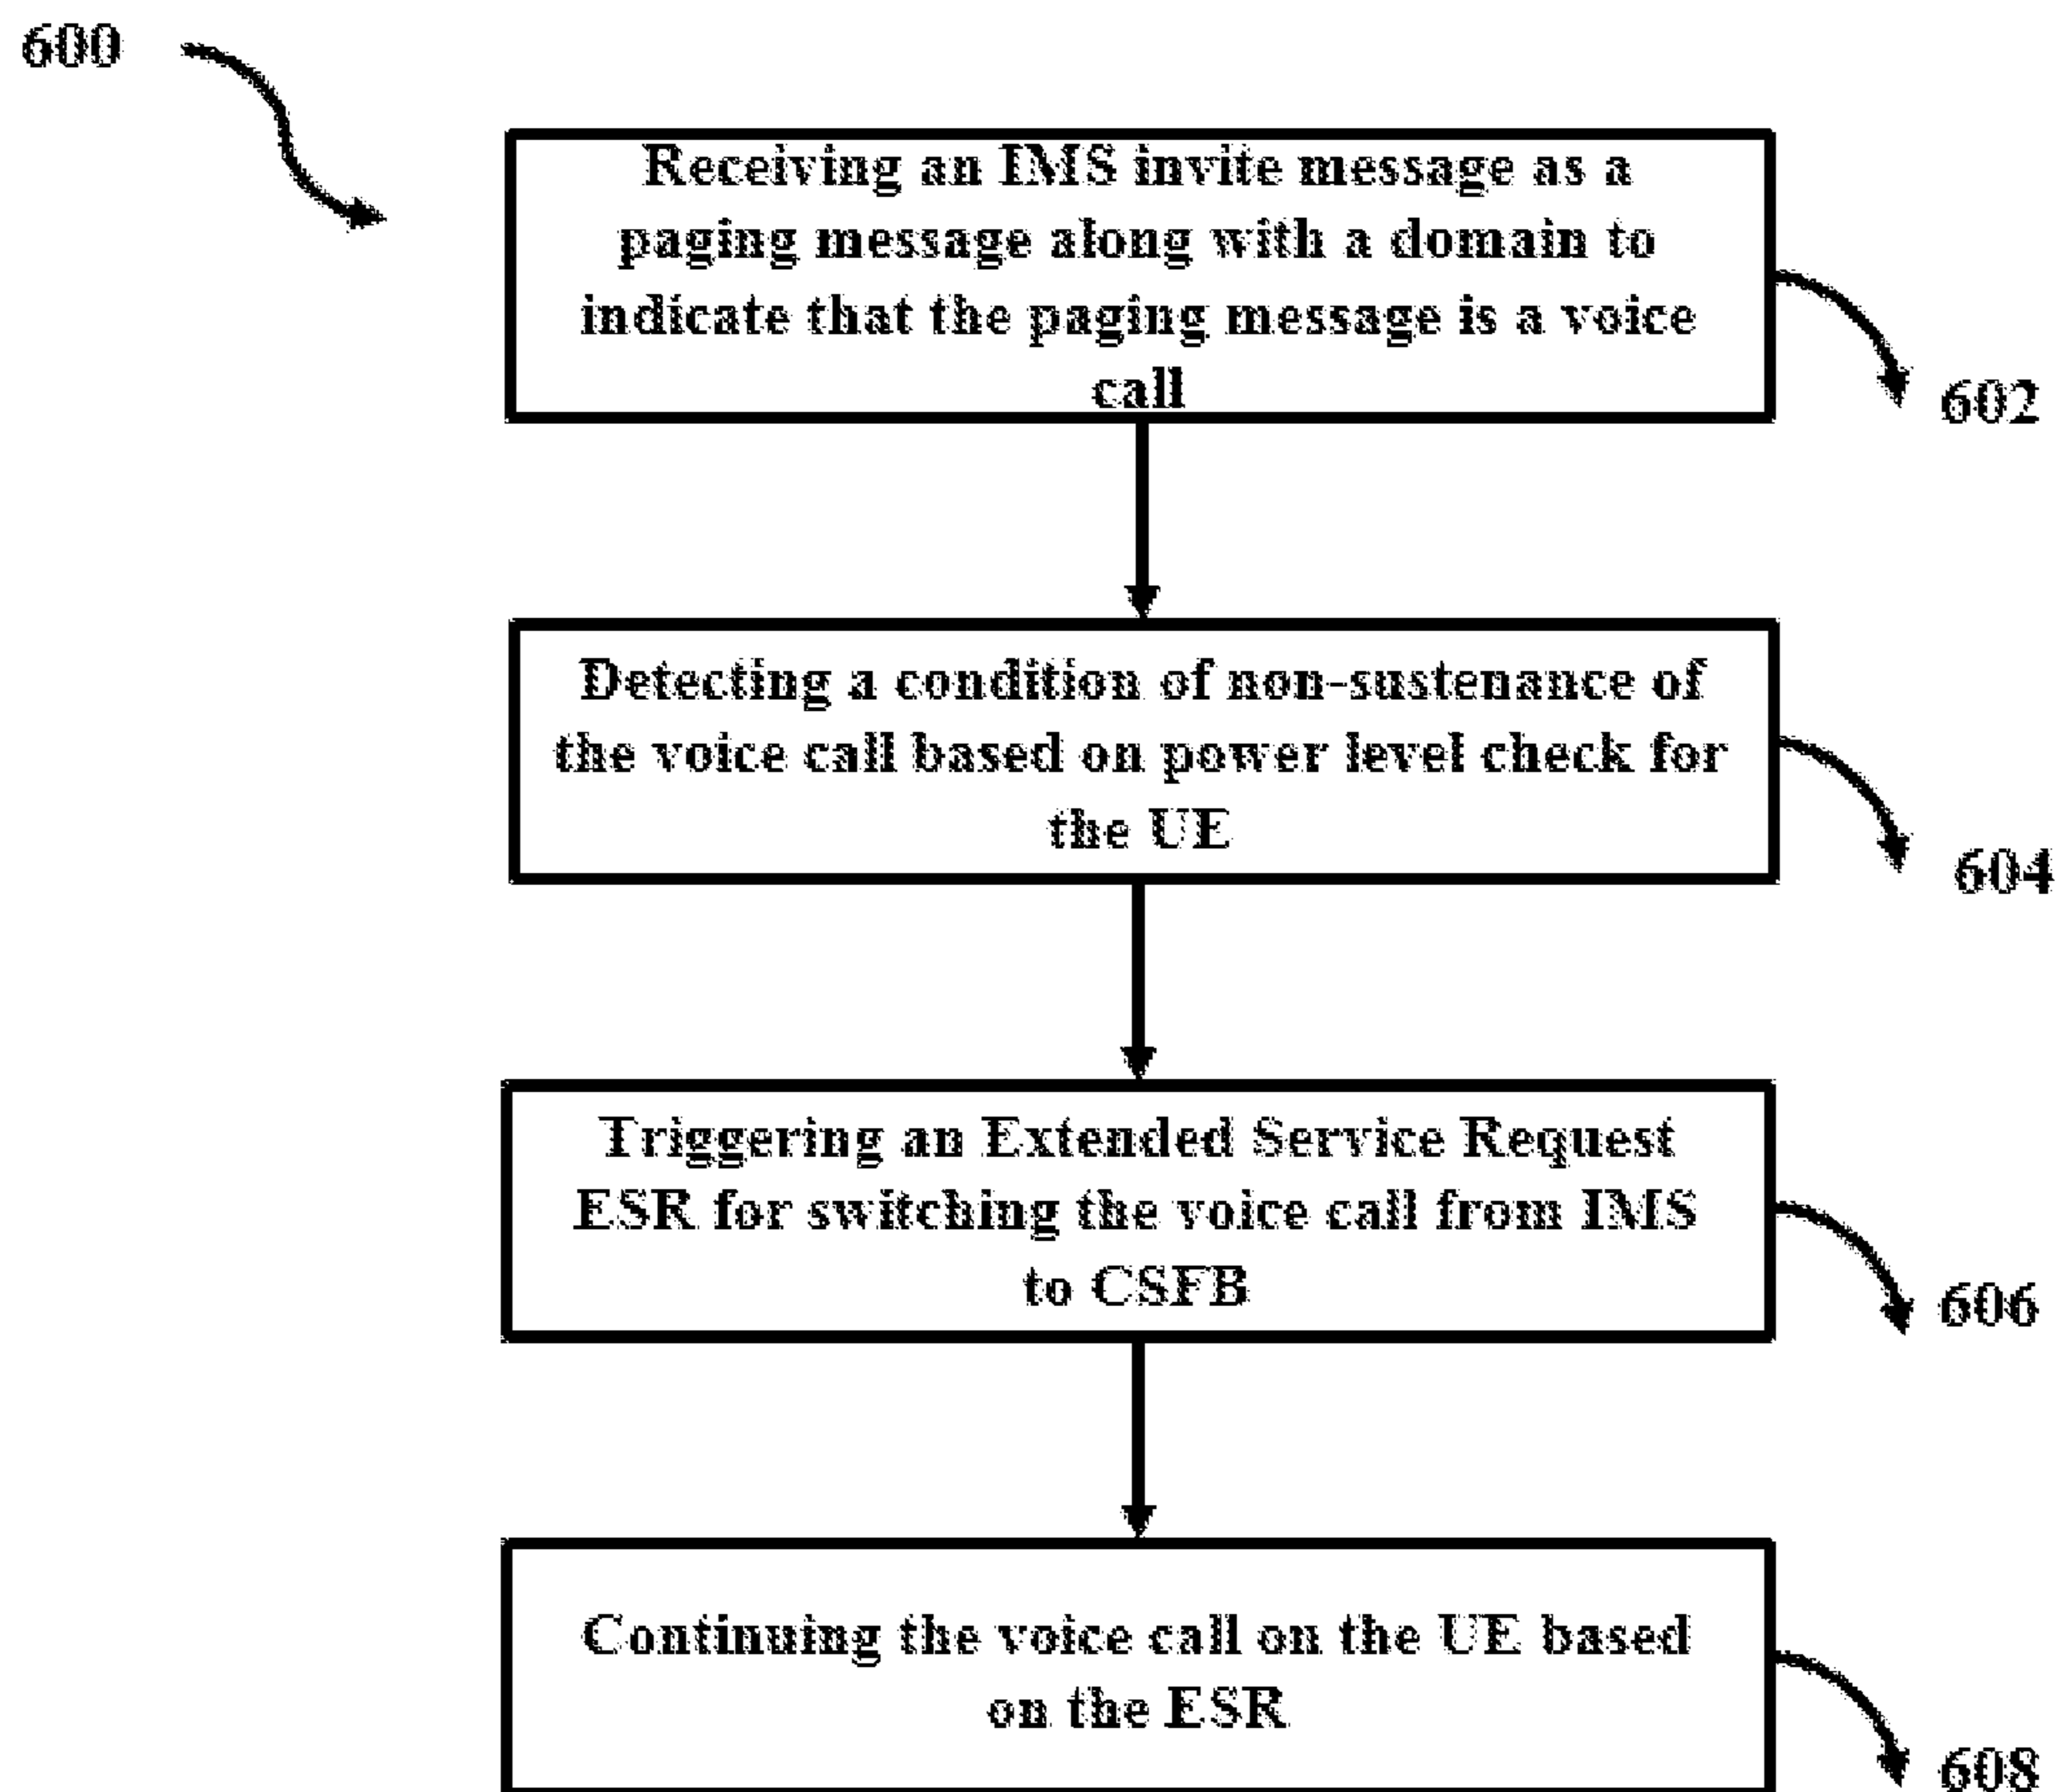 600
Receiving an IMS invite message as a
paging message along with a domain to
indicate that the paging message is a voice
call
602
Detecting a condition of non-sustenance of
the voice call based on power level check for
the UE
604
Triggering an Extended Service Request
ESR for switching the voice call from IMS
to CSFB
606
Continuing the voice call on the UE based
on the ESR
608